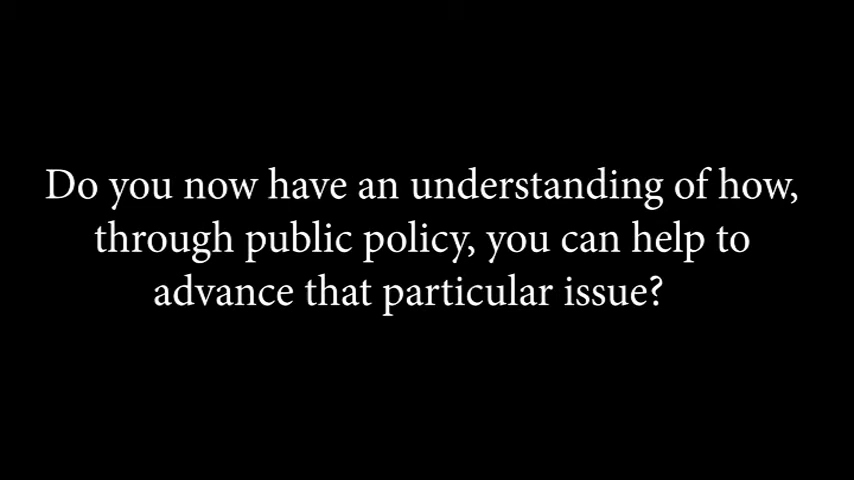 Do you now have an understanding of how,
through public policy, you can help to
advance that particular issue?